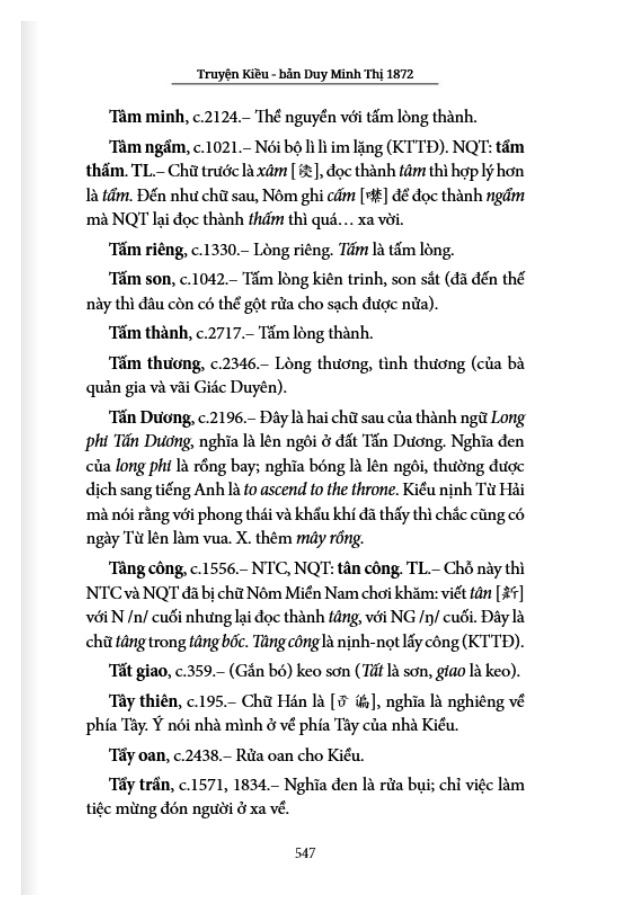 Truyện Kiều - bản Duy Minh Thị 1872
Tâm minh, c.2124.– Thề nguyền với tấm lòng thành.
Tâm ngẩm, c.1021.– Nói bộ lì lì im lặng (KTTĐ). NQT: tẩm
thấm. TL.– Chữ trước là xâm [], đọc thành tâm thì hợp lý hơn
là tẩm. Đến như chữ sau, Nôm ghi cấm [噤] để đọc thành ngẩm
mà NQT lại đọc thành thấm thì quá… xa vời.
Tấm riêng, c.1330.– Lòng riêng. Tấm là tấm lòng.
Tấm son, c.1042.– Tấm lòng kiên trinh, son sắt (đã đến thế
này thì đâu còn có thể gột rửa cho sạch được nửa).
Tấm thành, c.2717.– Tấm lòng thành.
Tấm thương, c.2346.– Lòng thương, tình thương (của bà
quản gia và vãi Giác Duyên).
Tấn Dương, c.2196.– Đây là hai chữ sau của thành ngữ Long
phi Tấn Dương, nghĩa là lên ngôi ở đất Tấn Dương. Nghĩa đen
của long phi là rồng bay; nghĩa bóng là lên ngôi, thường được
dịch sang tiếng Anh là to ascend to the throne. Kiều nịnh Từ Hải
mà nói rằng với phong thái và khẩu khí đã thấy thì chắc cũng có
ngày Từ lên làm vua. X. thêm mây rồng.
Tâng công, c.1556.– NTC, NQT: tân công. TL.– Chỗ này thì
NTC và NQT đã bị chữ Nôm Miền Nam chơi khăm: viết tân [新]
với N /n/ cuối nhưng lại đọc thành tâng, với NG /ŋ/ cuối. Đây là
chữ tâng trong tâng bốc. Tâng công là nịnh-nọt lấy công (KTTĐ).
Tất giao, c.359.– (Gắn bó) keo sơn (Tất là sơn, giao là keo).
Tây thiên, c.195.– Chữ Hán là [], nghĩa là nghiêng về
phía Tây. Ý nói nhà mình ở về phía Tây của nhà Kiều.
Tẩy oan, c.2438.– Rửa oan cho Kiều.
Tẩy trần, c.1571, 1834.– Nghĩa đen là rửa bụi; chỉ việc làm
tiệc mừng đón người ở xa về.
547